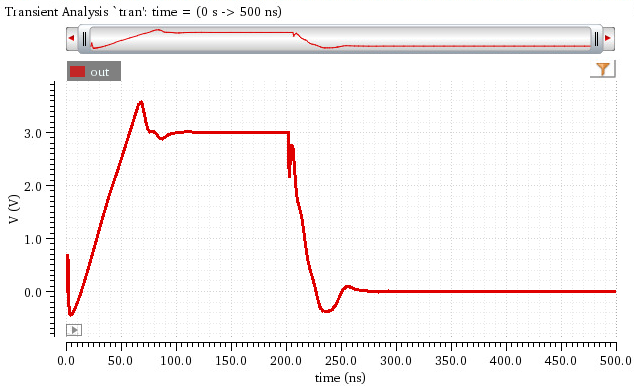 Transient Analysis `tran': time = (0 s -> 500 ns)
out
V (V)
3.0
2.0
1.0
0.0
0.0 50.0 100.0 150.0 200.0 250.0 300.0 350.0 400.0 450.0 500.0
time (ns)